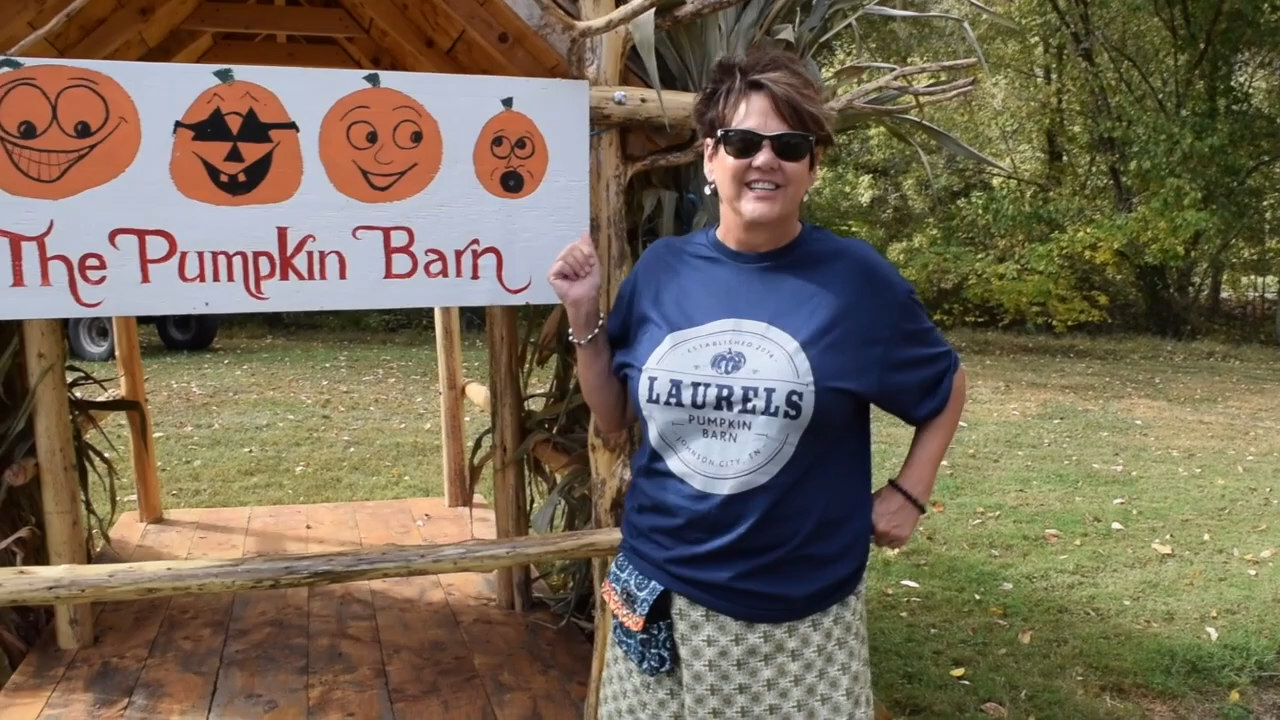 The Pumpkin Barn
ESTABLISHED 2014
LAURELS
PUMPKIN
BARN
JOHNSON CITY, TN